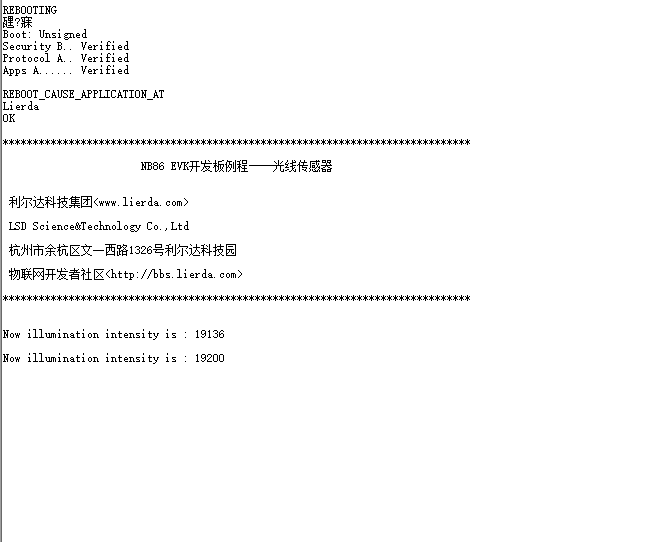 REBOOTING
Boot: Unsigned
Security B.. Verified
Protocol A.. Verified
Apps A...... Verified
REBOOT_CAUSE_APPLICATION_AT
Lierda
OK
******************************************************************************
NB86 EVK开发板例程——光线传感器
利尔达科技集团<www.lierda.com>
LSD Science&Technology Co.,Ltd
杭州市余杭区文一西路1326号利尔达科技园
物联网开发者社区<http://bbs.lierda.com>
******************************************************************************
Now illumination intensity is : 19136
Now illumination intensity is : 19200